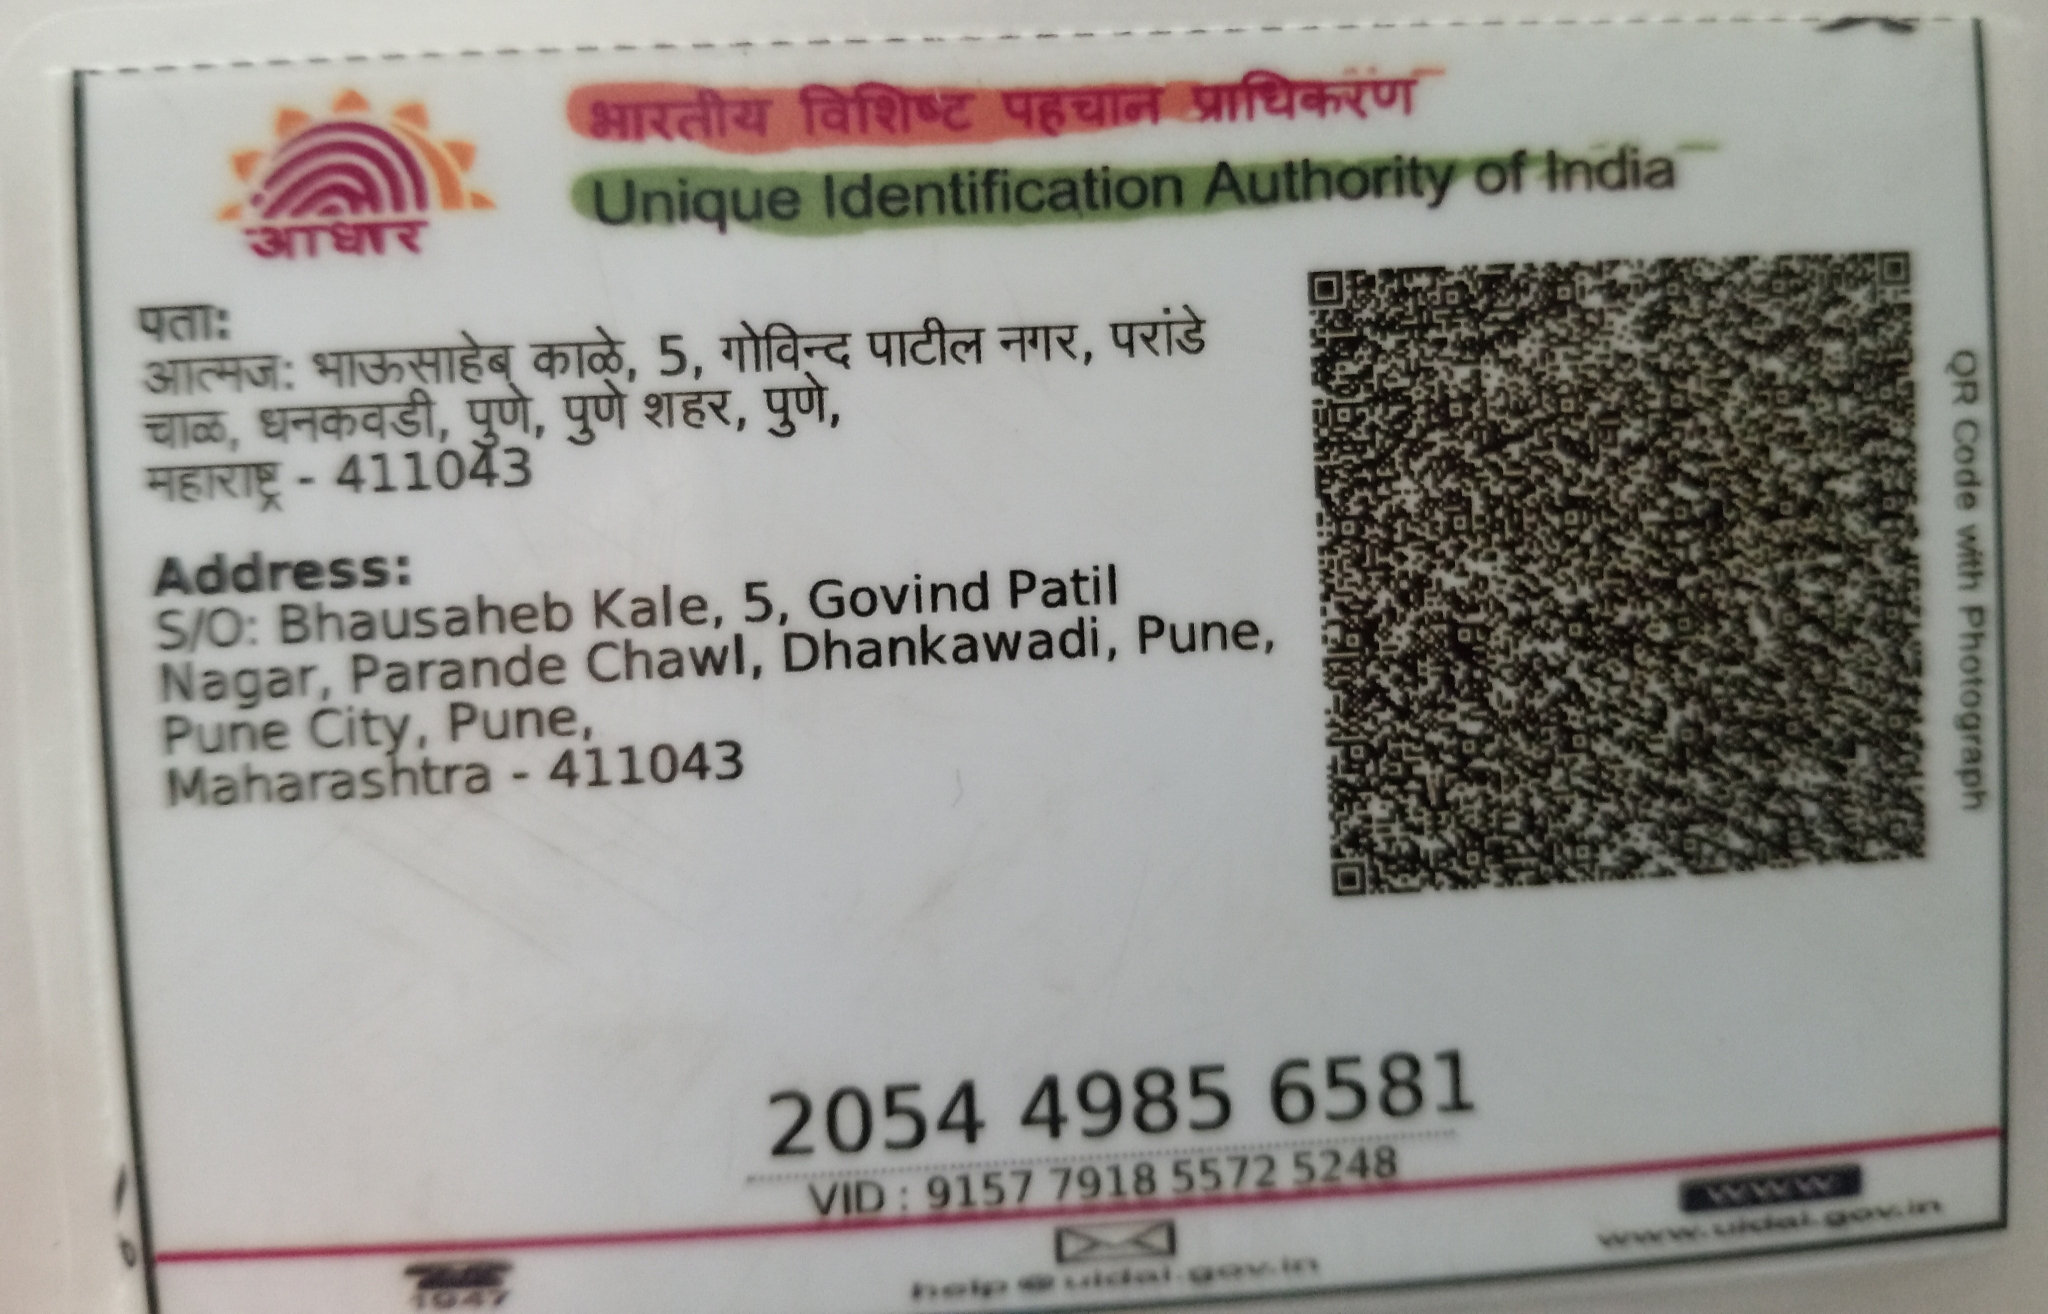 भारतीय विशिष्ट पहचान प्राधिकरण
Unique Identification Authority of India
आधार
पता:
आत्मज: भाऊसाहेब काळे, 5, गोविन्द पाटील नगर, परांडे
चाळ, धनकवडी, पुणे, पुणे शहर, पुणे,
महाराष्ट्र - 411043
Address:
S/O: Bhausaheb Kale, 5, Govind Patil
Nagar, Parande Chawl, Dhankawadi, Pune,
Pune City, Pune,
Maharashtra - 411043
QR Code with Photograph
2054 4985 6581
VID : 9157 7918 5572 5248
1947
help@uidai.gov.in
www
www.uidai.gov.in